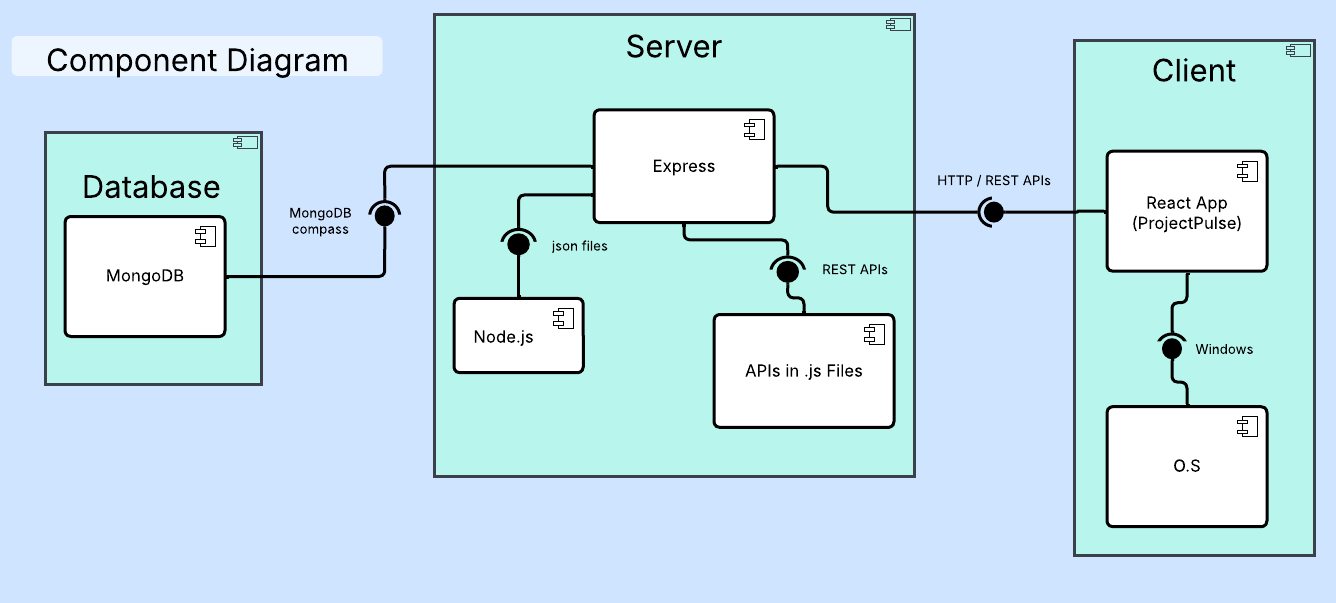 Component Diagram
Database
MongoDB
MongoDB
compass
Server
Express
json files
Node.js
REST APIs
APIs in .js Files
HTTP / REST APIs
Client
React App
(ProjectPulse)
Windows
O.S